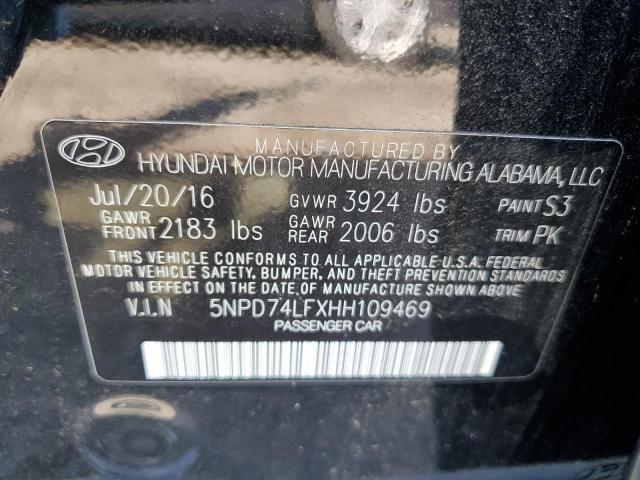 MANUFACTURED BY
HYUNDAI MOTOR MANUFACTURING ALABAMA, LLC
Jul/20/16 GVWR 3924 lbs PAINT S3
GAWR FRONT 2183 lbs GAWR REAR 2006 lbs TRIM PK
THIS VEHICLE CONFORMS TO ALL APPLICABLE U.S.A. FEDERAL
MOTOR VEHICLE SAFETY, BUMPER, AND THEFT PREVENTION STANDARDS
IN EFFECT ON THE DATE OF MANUFACTURE SHOWN ABOVE.
V.I.N 5NPD74LFXHH109469
PASSENGER CAR